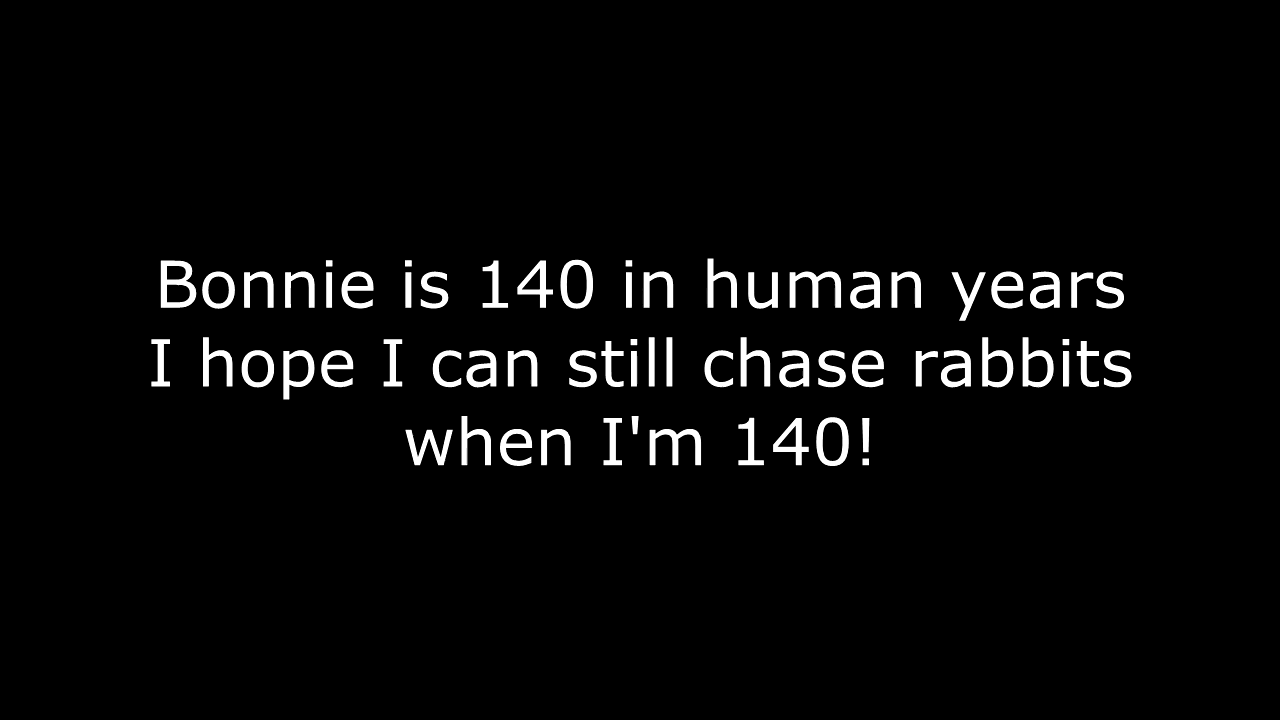 Bonnie is 140 in human years
I hope I can still chase rabbits
when I'm 140!